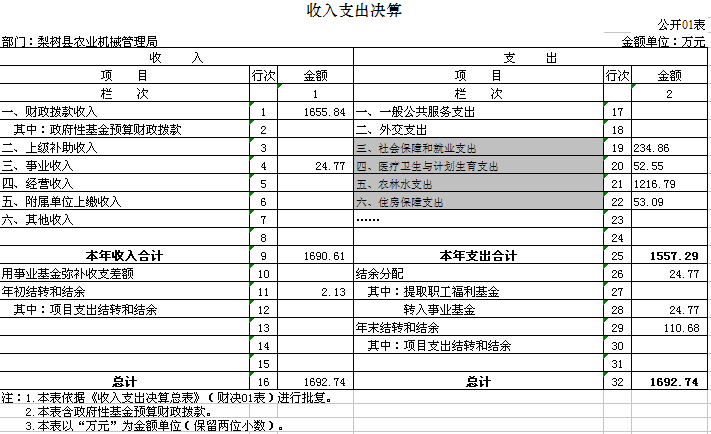 收入支出决算
公开01表
部门：梨树县农业机械管理局 金额单位：万元
收 入 支 出
项 目 行次 金额 项 目 行次 金额
栏 次 1 栏 次 2
一、财政拨款收入 1 1655.84 一、一般公共服务支出 17
其中：政府性基金预算财政拨款 2 二、外交支出 18
二、上级补助收入 3 三、社会保障和就业支出 19 234.86
三、事业收入 4 24.77 四、医疗卫生与计划生育支出 20 52.55
四、经营收入 5 五、农林水支出 21 1216.79
五、附属单位上缴收入 6 六、住房保障支出 22 53.09
六、其他收入 7 …… 23
8 24
本年收入合计 9 1690.61 本年支出合计 25 1557.29
用事业基金弥补收支差额 10 结余分配 26 24.77
年初结转和结余 11 2.13 其中：提取职工福利基金 27
其中：项目支出结转和结余 12 转入事业基金 28 24.77
13 年末结转和结余 29 110.68
14 其中：项目支出结转和结余 30
15 31
总计 16 1692.74 总计 32 1692.74
注：1.本表依据《收入支出决算总表》（财决01表）进行批复。
2.本表含政府性基金预算财政拨款。
3.本表以“万元”为金额单位（保留两位小数）。